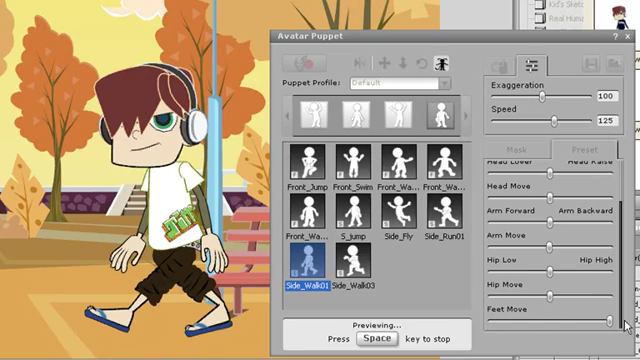 Kid's Sketc
Real Huma
Avatar Puppet
? ×
Puppet Profile: Default
Exaggeration
100
Speed
125
Mask Preset
Head Lower Head Raise
Head Move
Arm Forward Arm Backward
Arm Move
Hip Low Hip High
Hip Move
Feet Move
Front_Jump Front_Swim Front_Wa... Front_Wa...
Front_Wa... S_jump Side_Fly Side_Run01
Side_Walk01 Side_Walk03
Previewing...
Press Space key to stop